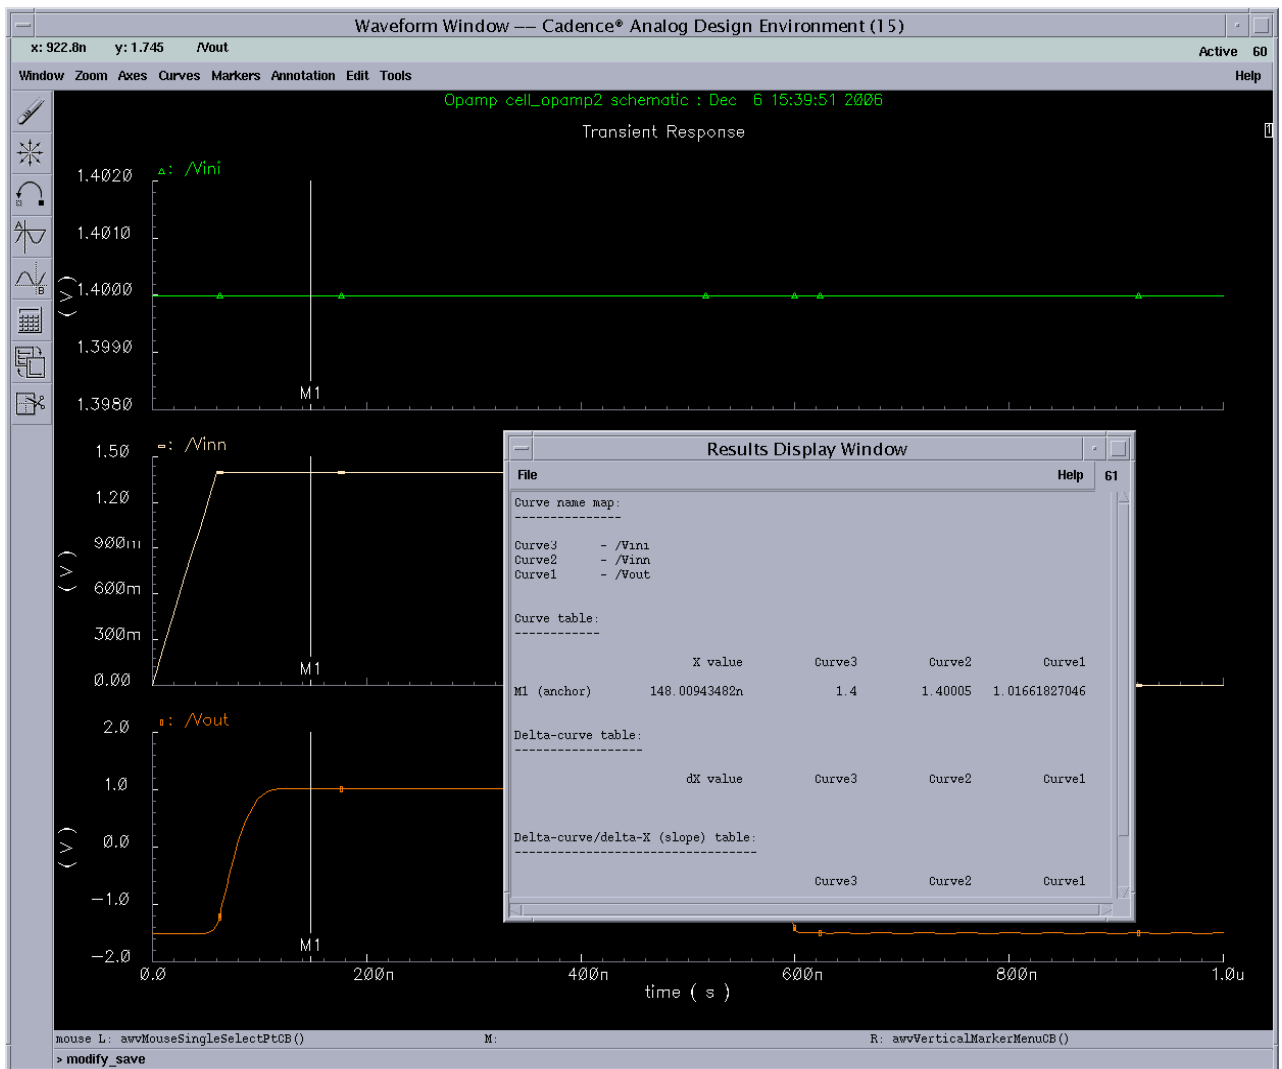 Waveform Window –– Cadence® Analog Design Environment (15)
x: 922.8n y: 1.745 /Vout
Active 60
Window Zoom Axes Curves Markers Annotation Edit Tools Help
Opamp cell_opamp2 schematic : Dec 6 15:39:51 2006
Transient Response
1
△: /Vini
1.4020
1.4010
1.4000
1.3990
1.3980
(V)
M1
A
B
▭: /Vinn
1.50
1.20
900m
600m
300m
0.00
(V)
M1
▯: /Vout
2.0
1.0
0.0
-1.0
-2.0
(V)
M1
0.0 200n 400n 600n 800n 1.0u
time ( s )
Results Display Window
File Help 61
Curve name map:
---------------
Curve3 - /Vini
Curve2 - /Vinn
Curve1 - /Vout
Curve table:
------------
X value Curve3 Curve2 Curve1
M1 (anchor) 148.00943482n 1.4 1.40005 1.01661827046
Delta-curve table:
------------------
dX value Curve3 Curve2 Curve1
Delta-curve/delta-X (slope) table:
----------------------------------
Curve3 Curve2 Curve1
mouse L: awvMouseSingleSelectPtCB() M: R: awvVerticalMarkerMenuCB()
> modify_save